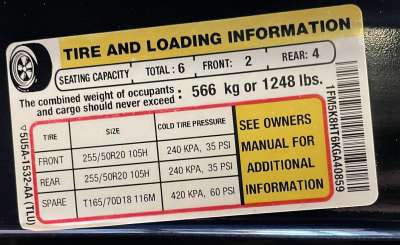 TIRE AND LOADING INFORMATION
SEATING CAPACITY TOTAL: 6 FRONT: 2 REAR: 4
The combined weight of occupants and cargo should never exceed: 566 kg or 1248 lbs.
TIRE SIZE COLD TIRE PRESSURE
FRONT 255/50R20 105H 240 KPA, 35 PSI
REAR 255/50R20 105H 240 KPA, 35 PSI
SPARE T165/70D18 116M 420 KPA, 60 PSI
SEE OWNERS
MANUAL FOR
ADDITIONAL
INFORMATION
5U5A-1532-AA (TLU)
1FM5K8HT6KGA40859